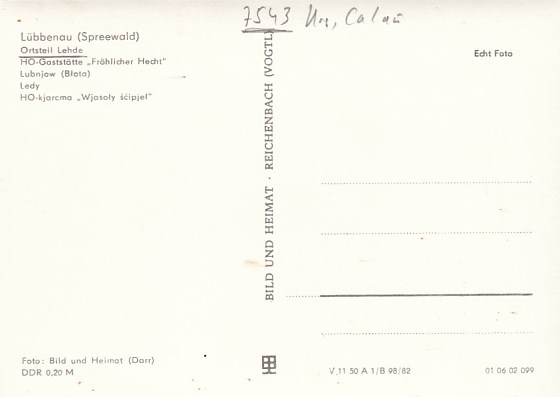 7543 Krs, Calau
Lübbenau (Spreewald)
Ortsteil Lehde
HO-Gaststätte „Fröhlicher Hecht"
Lubnjow (Błota)
Ledy
HO-kjarcma „Wjasoły šćipjeł"
Echt Foto
BILD UND HEIMAT · REICHENBACH (VOGTL
Foto: Bild und Heimat (Darr)
DDR 0,20 M
V 11 50 A 1/B 98/82
01 06 02 099